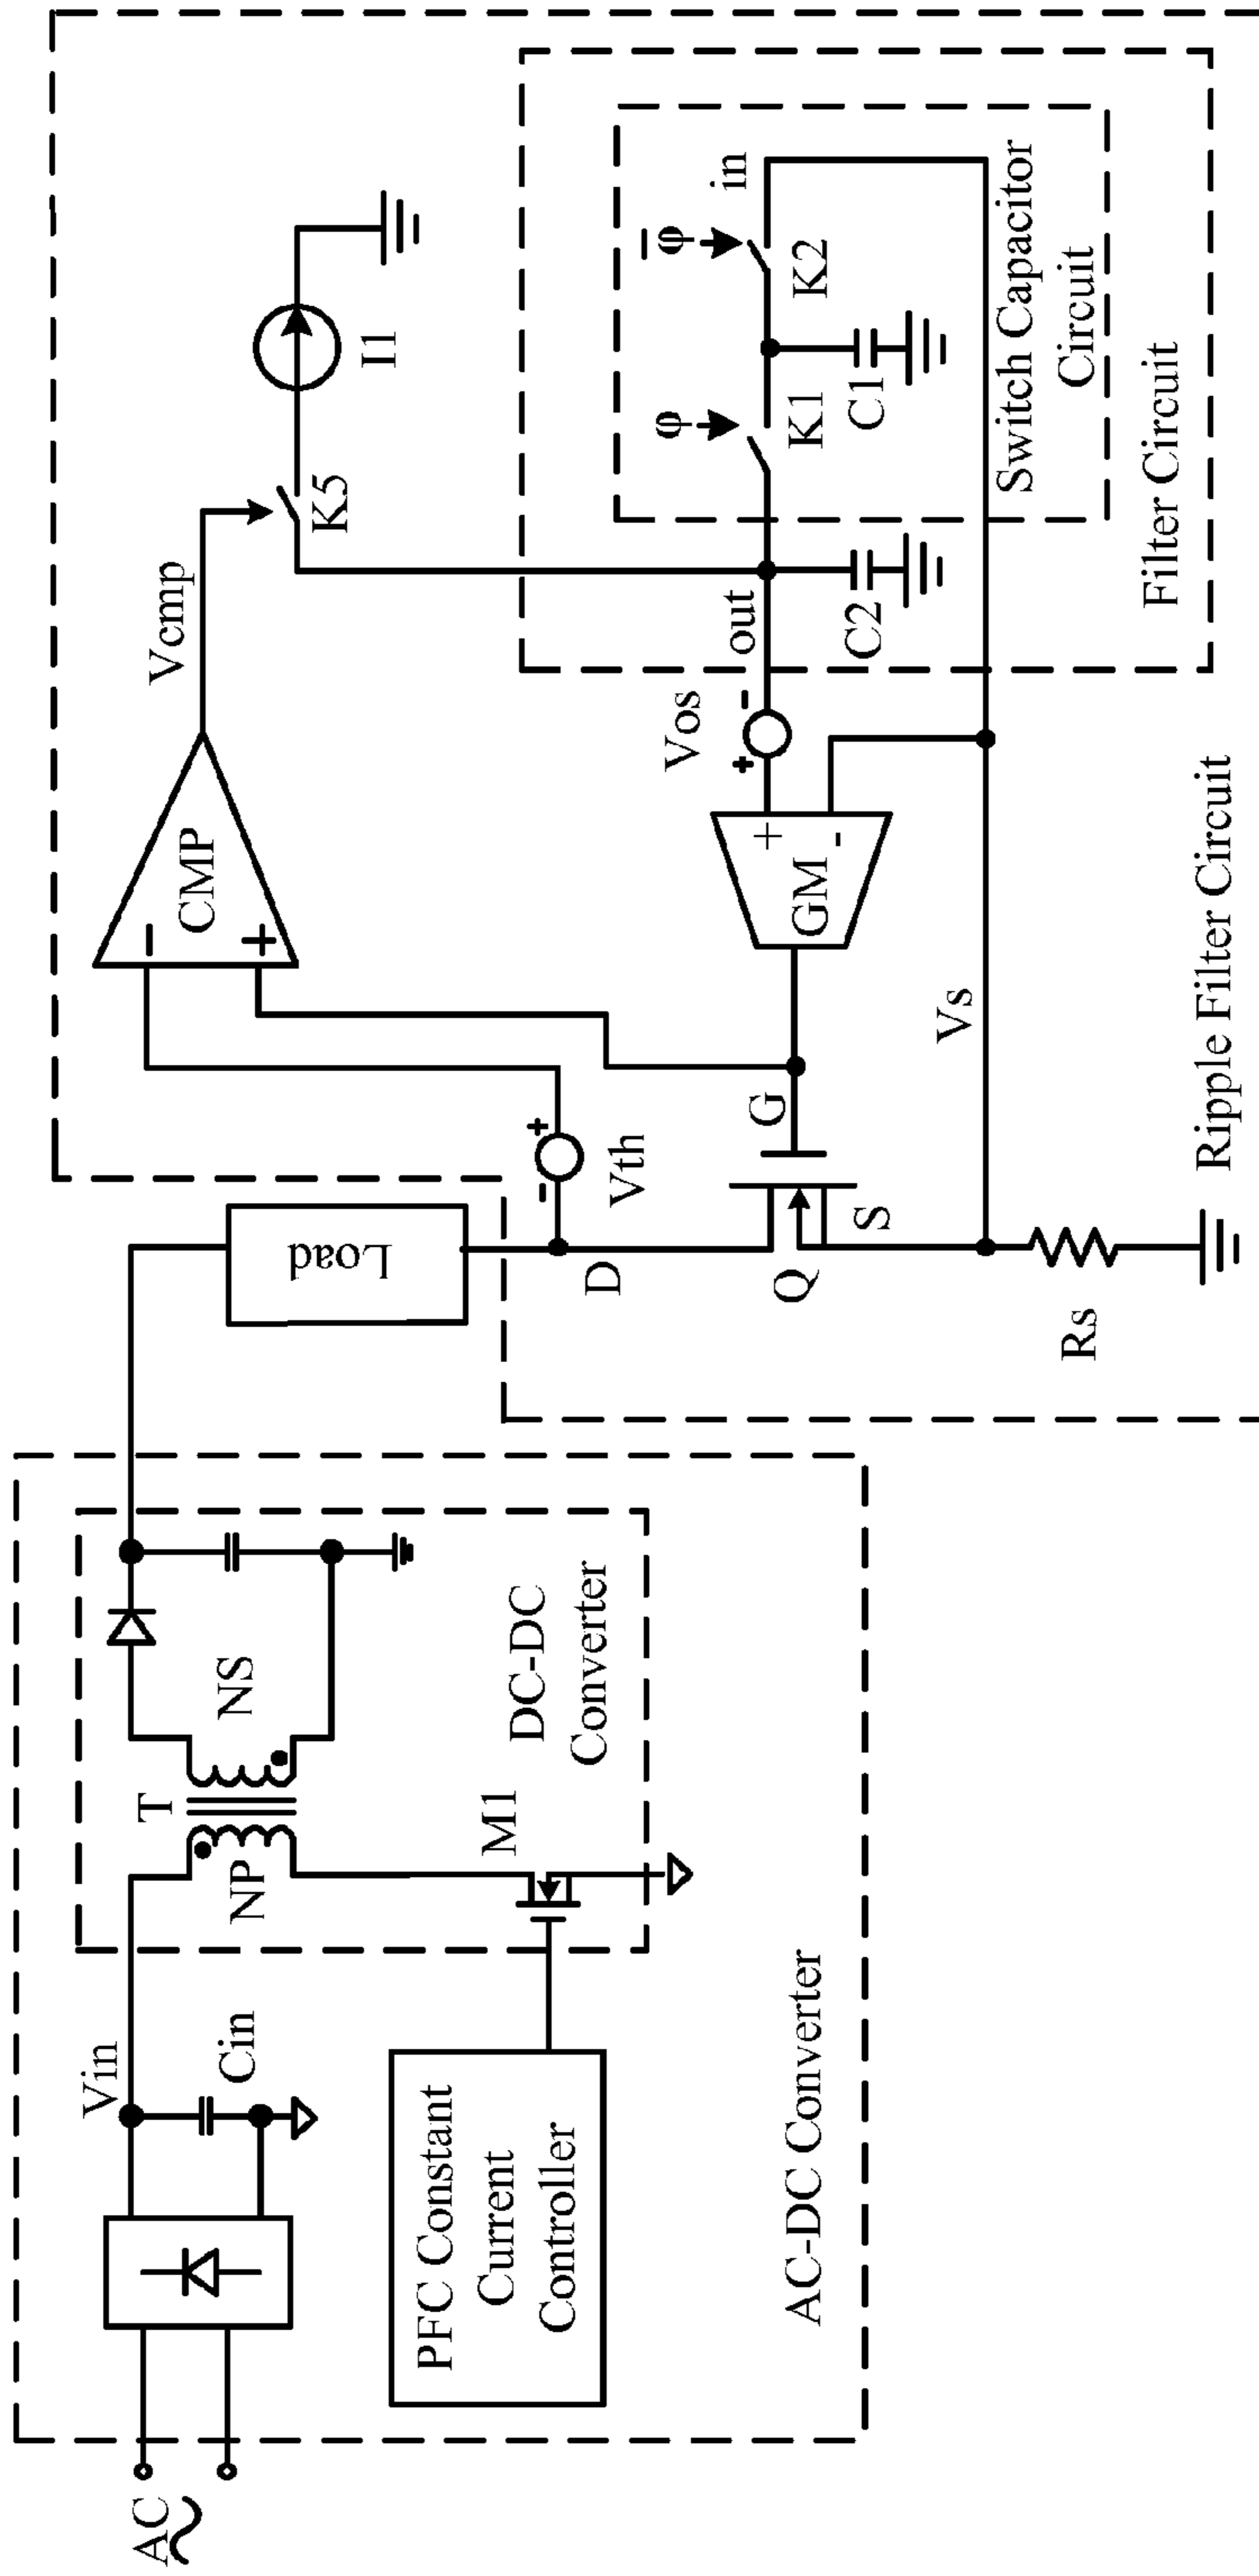 AC
Vin
Cin
PFC Constant
Current
Controller
T
NP
NS
M1
DC-DC
Converter
AC-DC Converter
Load
D
Vth
-
+
Q
G
S
Rs
Vs
GM
+
-
Vos
+
-
CMP
-
+
Vcmp
K5
I1
out
C2
φ
K1
C1
φ̅
K2
in
Switch Capacitor
Circuit
Filter Circuit
Ripple Filter Circuit